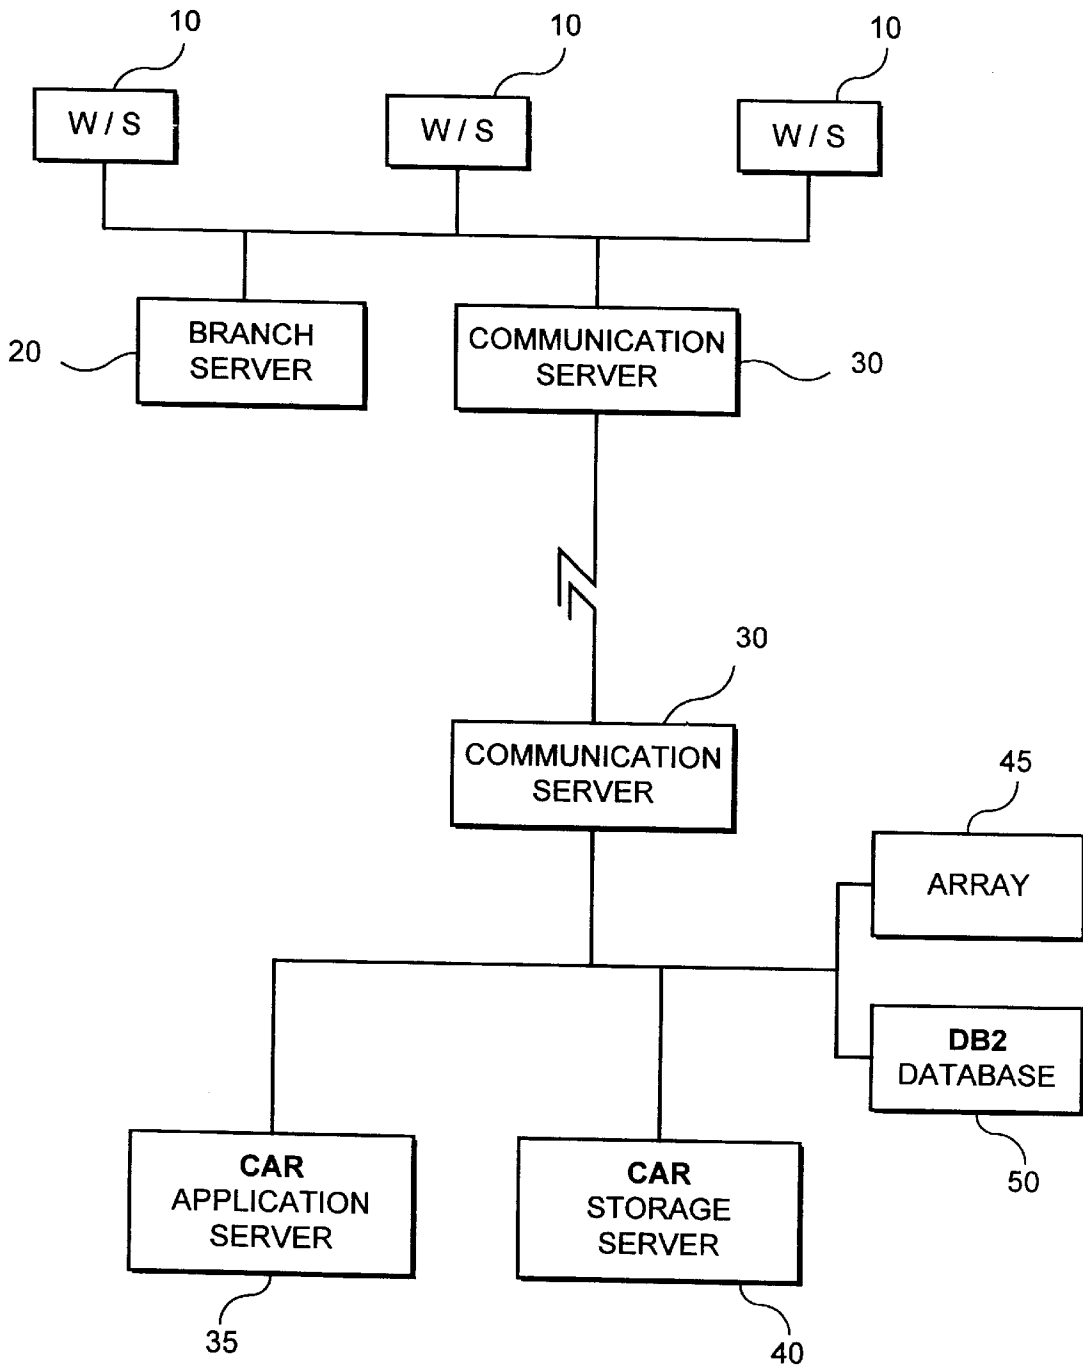 10
10
10
W / S
W / S
W / S
BRANCH
SERVER
20
COMMUNICATION
SERVER
30
30
COMMUNICATION
SERVER
45
ARRAY
DB2
DATABASE
50
CAR
APPLICATION
SERVER
35
CAR
STORAGE
SERVER
40